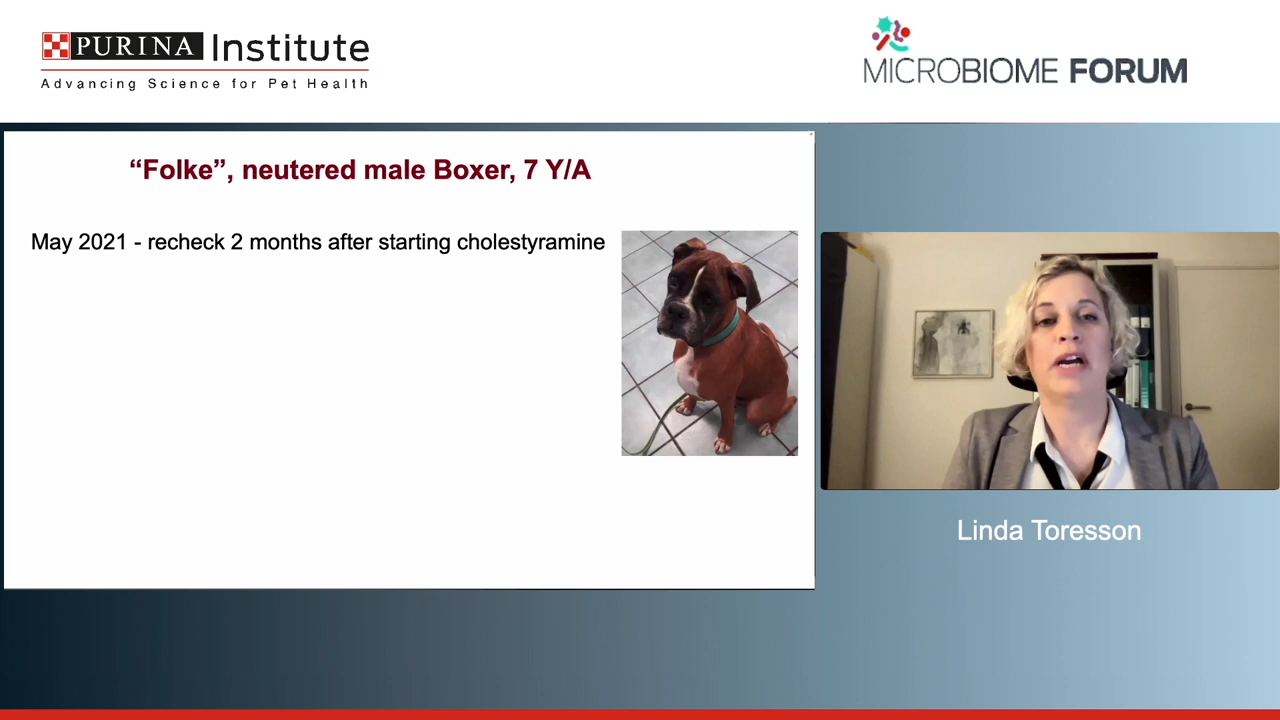 PURINA Institute
Advancing Science for Pet Health
MICROBIOME FORUM
“Folke”, neutered male Boxer, 7 Y/A
May 2021 - recheck 2 months after starting cholestyramine
Linda Toresson